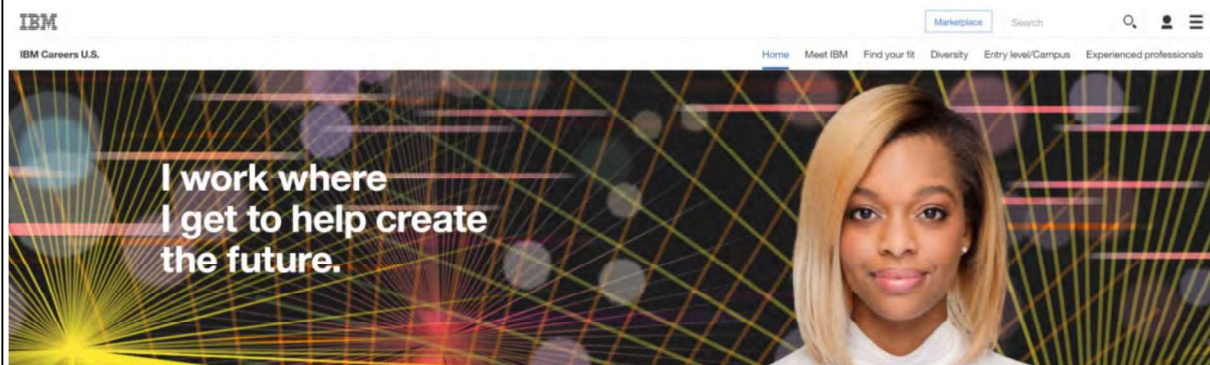 IBM
Marketplace Search
IBM Careers U.S.
Home Meet IBM Find your fit Diversity Entry level/Campus Experienced professionals
I work where
I get to help create
the future.